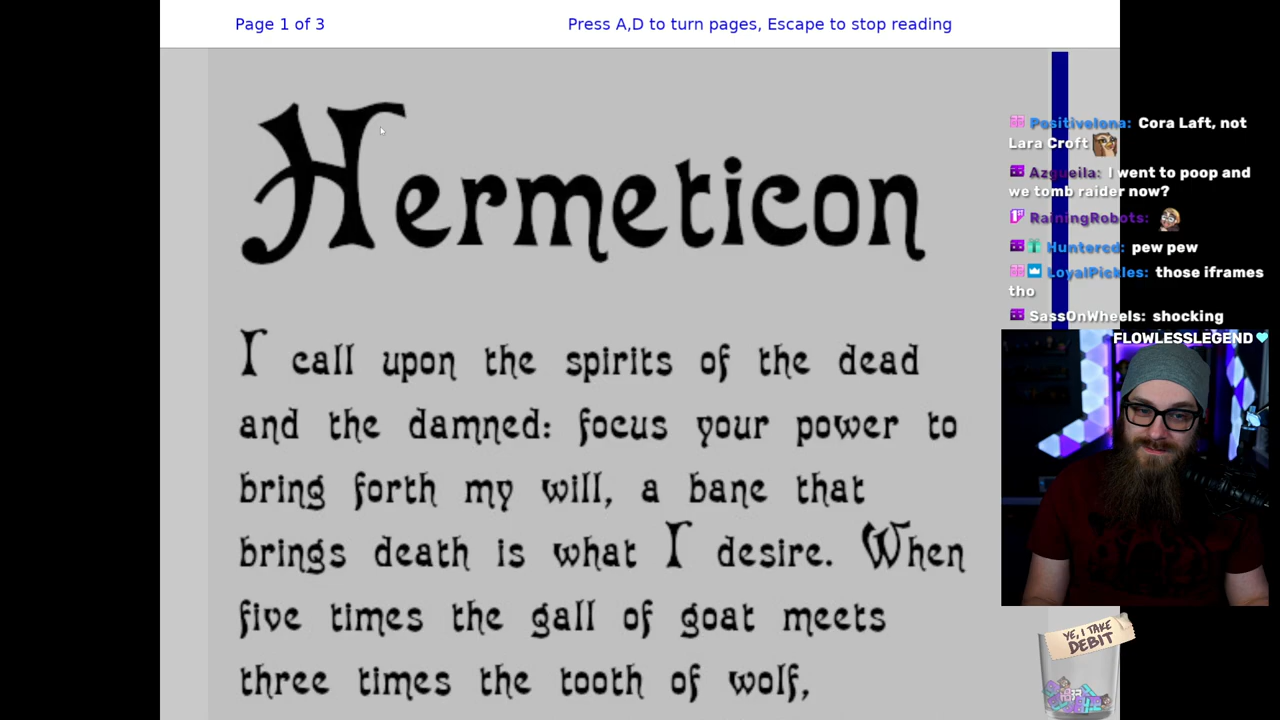 Page 1 of 3
Press A,D to turn pages, Escape to stop reading
Hermeticon
I call upon the spirits of the dead
and the damned: focus your power to
bring forth my will, a bane that
brings death is what I desire. When
five times the gall of goat meets
three times the tooth of wolf,
PositiveIona: Cora Laft, not
Lara Croft
Azgueila: I went to poop and
we tomb raider now?
RainingRobots:
Huntercd: pew pew
LoyalPickles: those iframes
tho
SassOnWheels: shocking
FLOWLESSLEGEND
YE, I TAKE
DEBIT